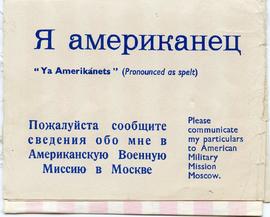 Я американец
"Ya Amerikánets" (Pronounced as spelt)
Пожалуйста сообщите
сведения обо мне в
Американскую Военную
Миссию в Москве
Please
communicate
my particulars
to American
Military
Mission
Moscow.